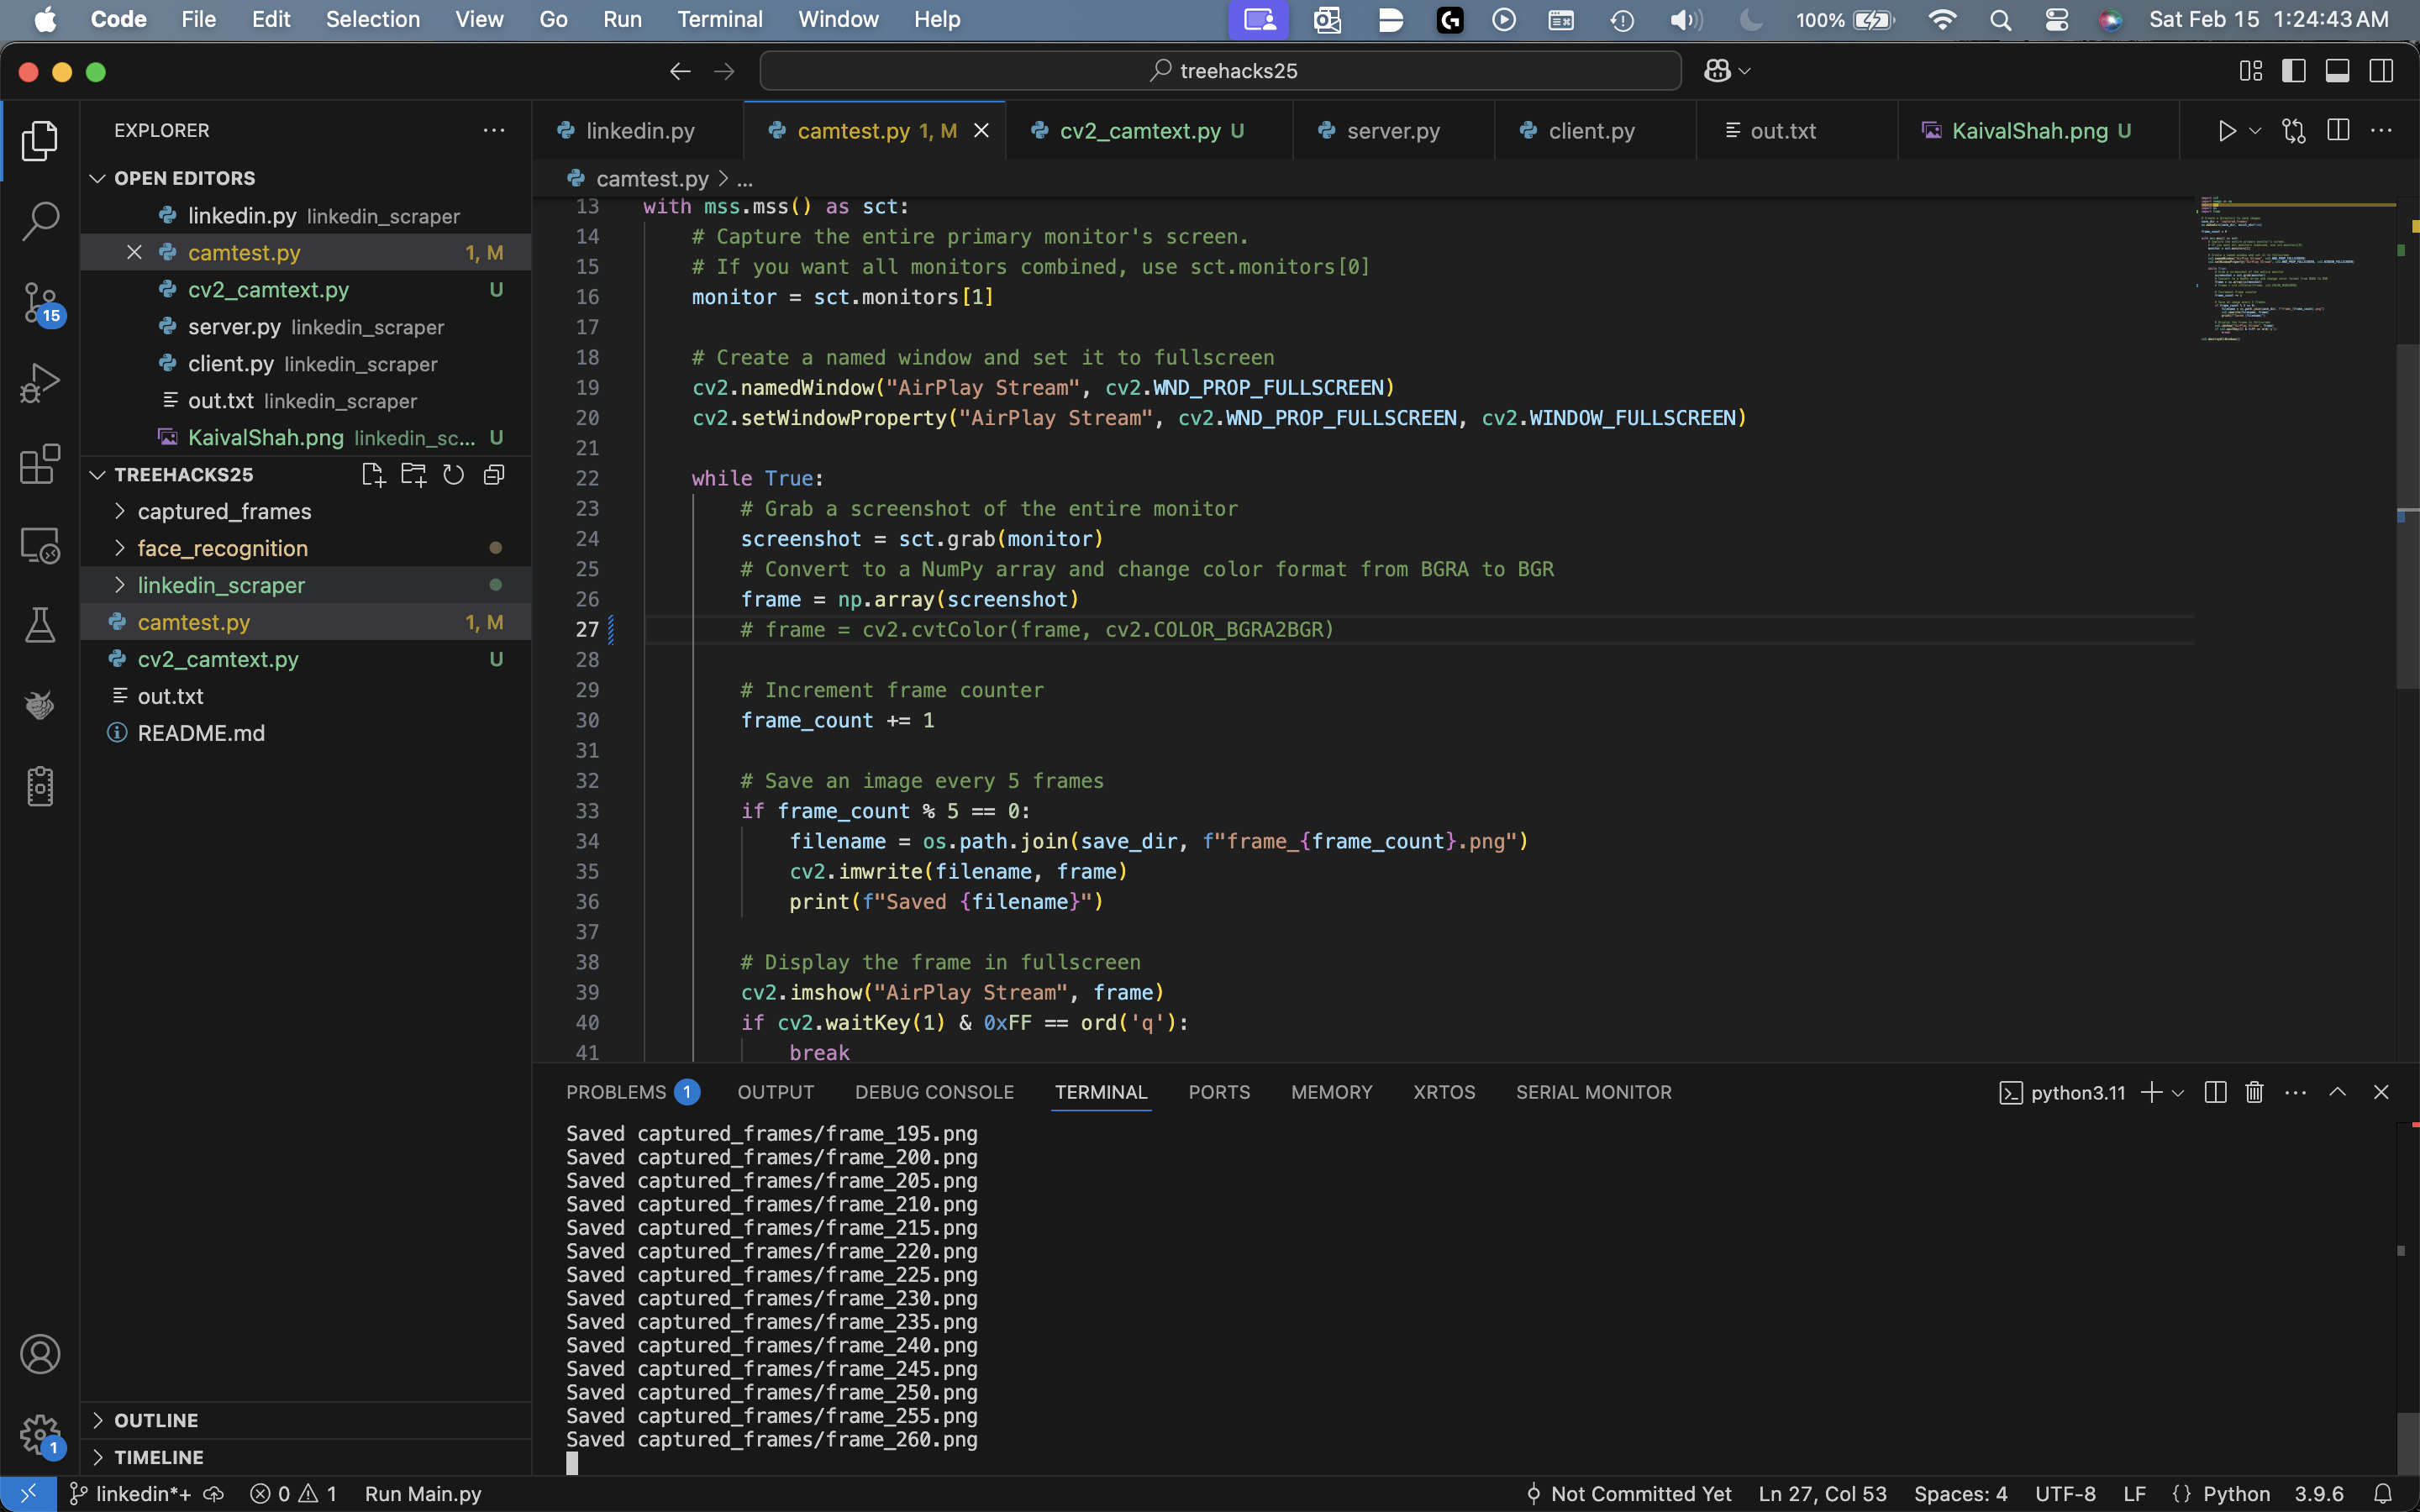 Code File Edit Selection View Go Run Terminal Window Help 100% Sat Feb 15 1:24:43 AM
treehacks25
EXPLORER
OPEN EDITORS
linkedin.py linkedin_scraper
camtest.py 1, M
cv2_camtext.py U
server.py linkedin_scraper
client.py linkedin_scraper
out.txt linkedin_scraper
KaivalShah.png linkedin_sc... U
TREEHACKS25
captured_frames
face_recognition
linkedin_scraper
camtest.py 1, M
cv2_camtext.py U
out.txt
README.md
OUTLINE
TIMELINE
15
1
linkedin.py camtest.py 1, M cv2_camtext.py U server.py client.py out.txt KaivalShah.png U
camtest.py > ...
13 with mss.mss() as sct:
14 # Capture the entire primary monitor's screen.
15 # If you want all monitors combined, use sct.monitors[0]
16 monitor = sct.monitors[1]
17
18 # Create a named window and set it to fullscreen
19 cv2.namedWindow("AirPlay Stream", cv2.WND_PROP_FULLSCREEN)
20 cv2.setWindowProperty("AirPlay Stream", cv2.WND_PROP_FULLSCREEN, cv2.WINDOW_FULLSCREEN)
21
22 while True:
23 # Grab a screenshot of the entire monitor
24 screenshot = sct.grab(monitor)
25 # Convert to a NumPy array and change color format from BGRA to BGR
26 frame = np.array(screenshot)
27 # frame = cv2.cvtColor(frame, cv2.COLOR_BGRA2BGR)
28
29 # Increment frame counter
30 frame_count += 1
31
32 # Save an image every 5 frames
33 if frame_count % 5 == 0:
34 filename = os.path.join(save_dir, f"frame_{frame_count}.png")
35 cv2.imwrite(filename, frame)
36 print(f"Saved {filename}")
37
38 # Display the frame in fullscreen
39 cv2.imshow("AirPlay Stream", frame)
40 if cv2.waitKey(1) & 0xFF == ord('q'):
41 break
PROBLEMS 1 OUTPUT DEBUG CONSOLE TERMINAL PORTS MEMORY XRTOS SERIAL MONITOR python3.11
Saved captured_frames/frame_195.png
Saved captured_frames/frame_200.png
Saved captured_frames/frame_205.png
Saved captured_frames/frame_210.png
Saved captured_frames/frame_215.png
Saved captured_frames/frame_220.png
Saved captured_frames/frame_225.png
Saved captured_frames/frame_230.png
Saved captured_frames/frame_235.png
Saved captured_frames/frame_240.png
Saved captured_frames/frame_245.png
Saved captured_frames/frame_250.png
Saved captured_frames/frame_255.png
Saved captured_frames/frame_260.png
linkedin*+ 0 1 Run Main.py Not Committed Yet Ln 27, Col 53 Spaces: 4 UTF-8 LF {} Python 3.9.6